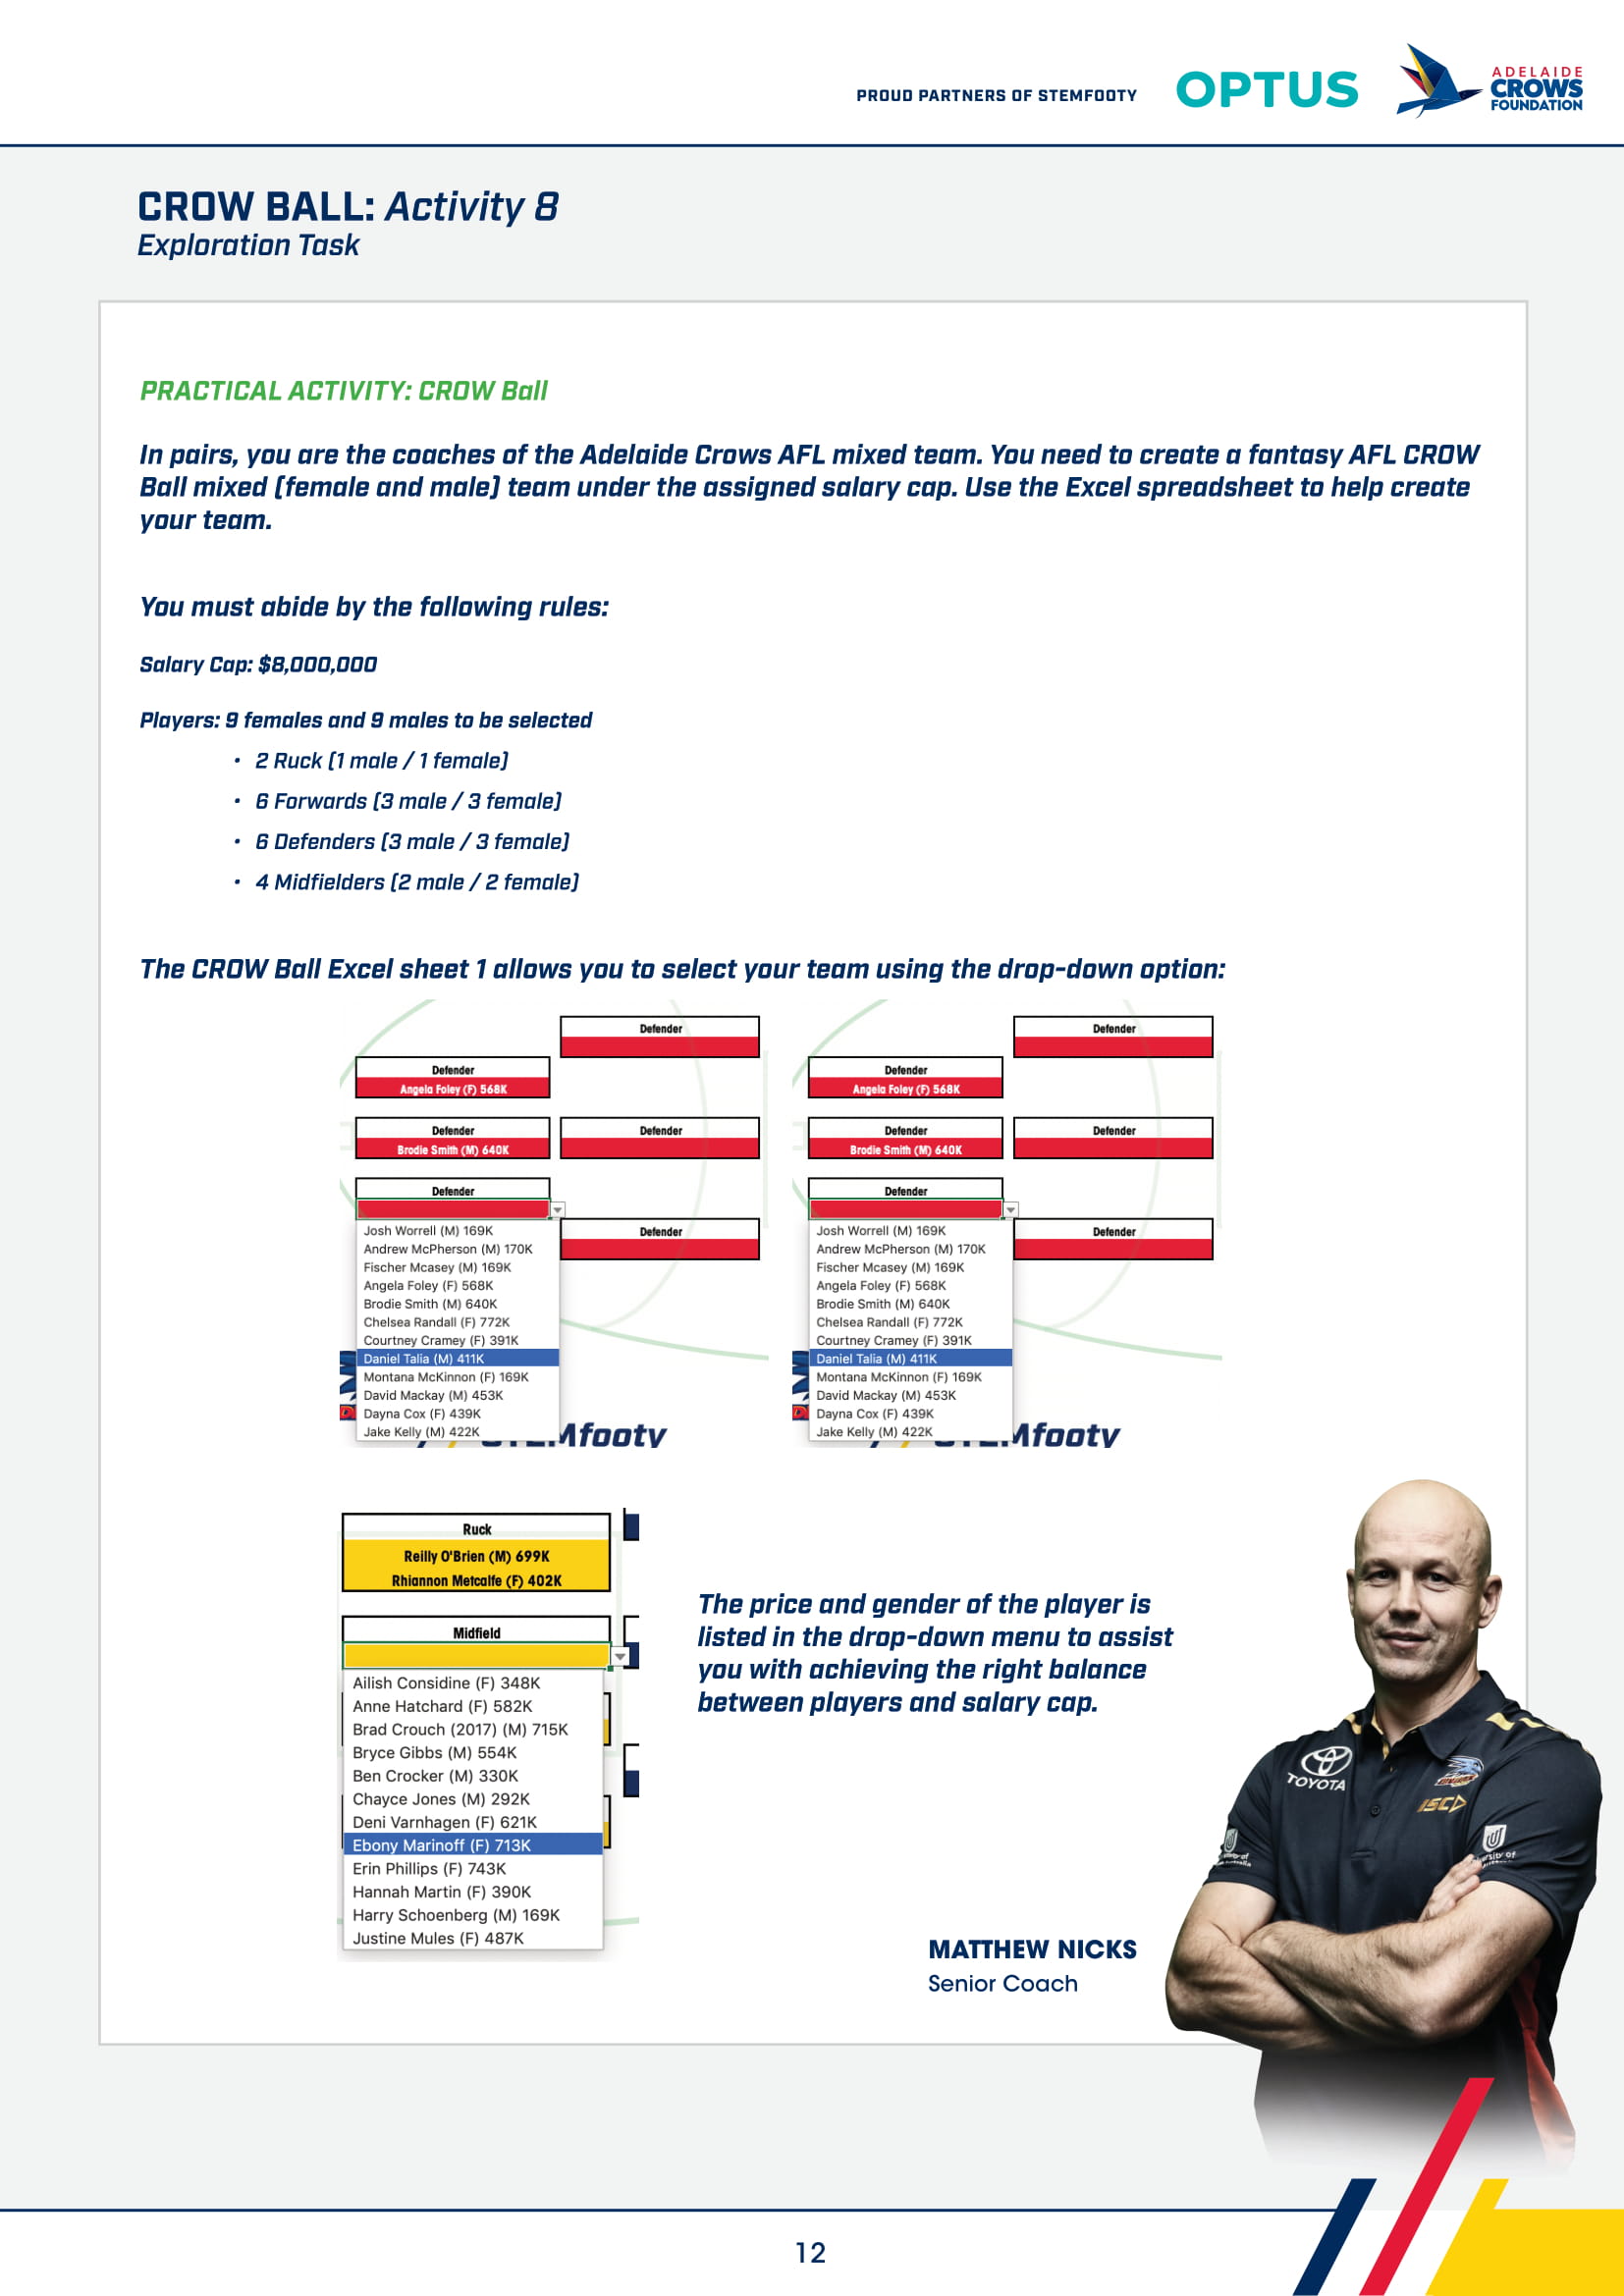 PROUD PARTNERS OF STEMFOOTY
OPTUS
ADELAIDE
CROWS
FOUNDATION
CROW BALL: Activity 8
Exploration Task
PRACTICAL ACTIVITY: CROW Ball
In pairs, you are the coaches of the Adelaide Crows AFL mixed team. You need to create a fantasy AFL CROW
Ball mixed (female and male) team under the assigned salary cap. Use the Excel spreadsheet to help create
your team.
You must abide by the following rules:
Salary Cap: $8,000,000
Players: 9 females and 9 males to be selected
• 2 Ruck (1 male / 1 female)
• 6 Forwards (3 male / 3 female)
• 6 Defenders (3 male / 3 female)
• 4 Midfielders (2 male / 2 female)
The CROW Ball Excel sheet 1 allows you to select your team using the drop-down option:
Defender
Defender
Angela Foley (F) 568K
Defender
Brodie Smith (M) 640K
Defender
Defender
Defender
Josh Worrell (M) 169K
Andrew McPherson (M) 170K
Fischer Mcasey (M) 169K
Angela Foley (F) 568K
Brodie Smith (M) 640K
Chelsea Randall (F) 772K
Courtney Cramey (F) 391K
Daniel Talia (M) 411K
Montana McKinnon (F) 169K
David Mackay (M) 453K
Dayna Cox (F) 439K
Jake Kelly (M) 422K
Mfooty
Defender
Defender
Angela Foley (F) 568K
Defender
Brodie Smith (M) 640K
Defender
Defender
Defender
Josh Worrell (M) 169K
Andrew McPherson (M) 170K
Fischer Mcasey (M) 169K
Angela Foley (F) 568K
Brodie Smith (M) 640K
Chelsea Randall (F) 772K
Courtney Cramey (F) 391K
Daniel Talia (M) 411K
Montana McKinnon (F) 169K
David Mackay (M) 453K
Dayna Cox (F) 439K
Jake Kelly (M) 422K
Mfooty
Ruck
Reilly O'Brien (M) 699K
Rhiannon Metcalfe (F) 402K
Midfield
Ailish Considine (F) 348K
Anne Hatchard (F) 582K
Brad Crouch (2017) (M) 715K
Bryce Gibbs (M) 554K
Ben Crocker (M) 330K
Chayce Jones (M) 292K
Deni Varnhagen (F) 621K
Ebony Marinoff (F) 713K
Erin Phillips (F) 743K
Hannah Martin (F) 390K
Harry Schoenberg (M) 169K
Justine Mules (F) 487K
The price and gender of the player is
listed in the drop-down menu to assist
you with achieving the right balance
between players and salary cap.
TOYOTA
ISC
MATTHEW NICKS
Senior Coach
12